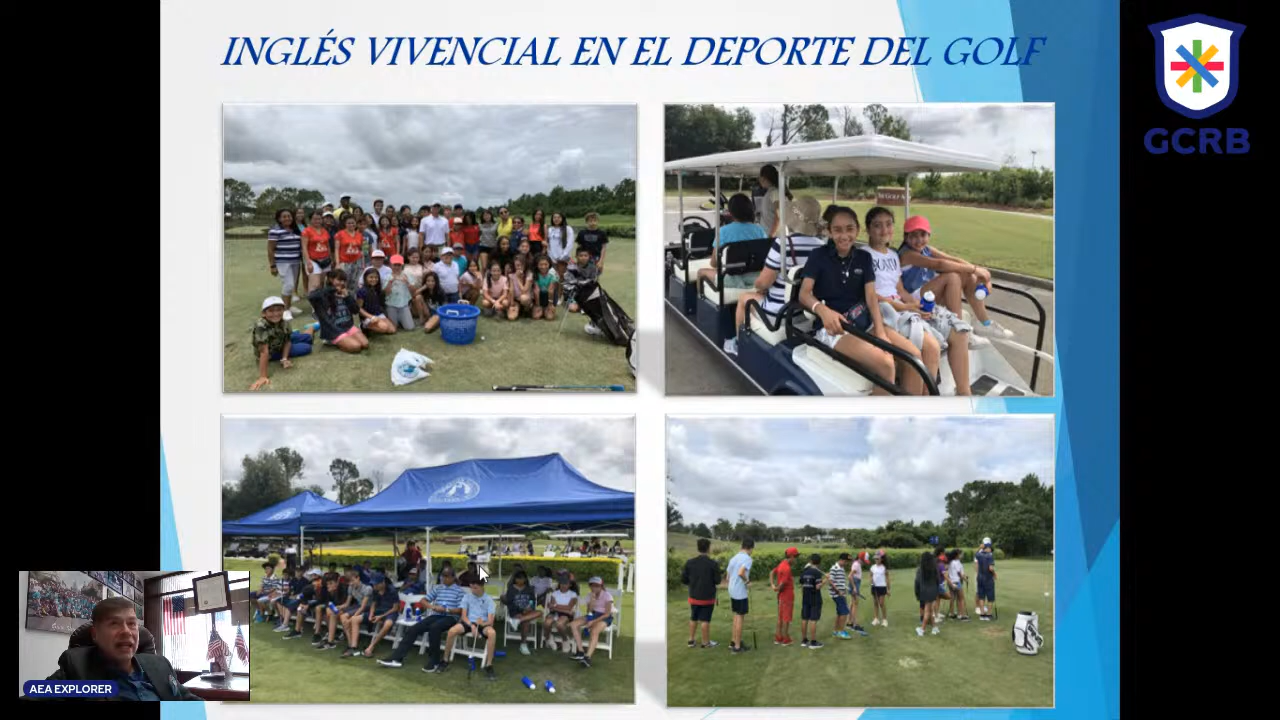 INGLÉS VIVENCIAL EN EL DEPORTE DEL GOLF
GCRB
AEA EXPLORER